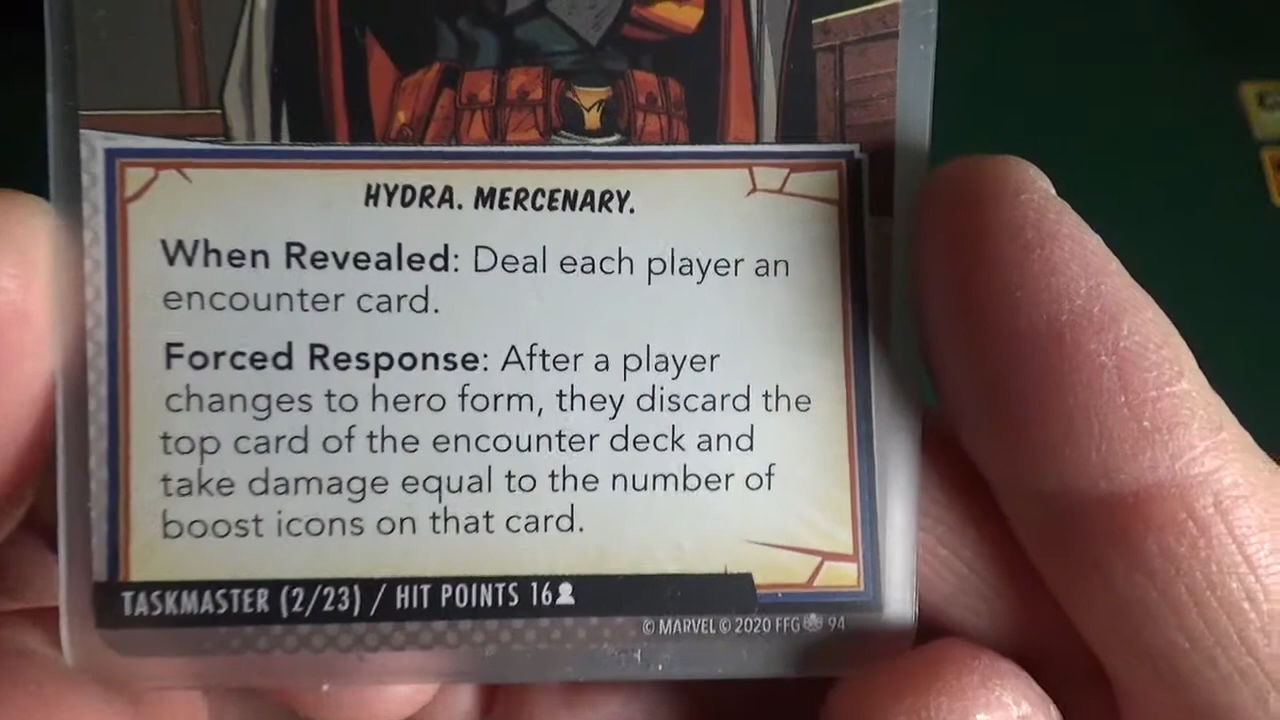 HYDRA. MERCENARY.
When Revealed: Deal each player an
encounter card.
Forced Response: After a player
changes to hero form, they discard the
top card of the encounter deck and
take damage equal to the number of
boost icons on that card.
TASKMASTER (2/23) / HIT POINTS 16
© MARVEL © 2020 FFG 94